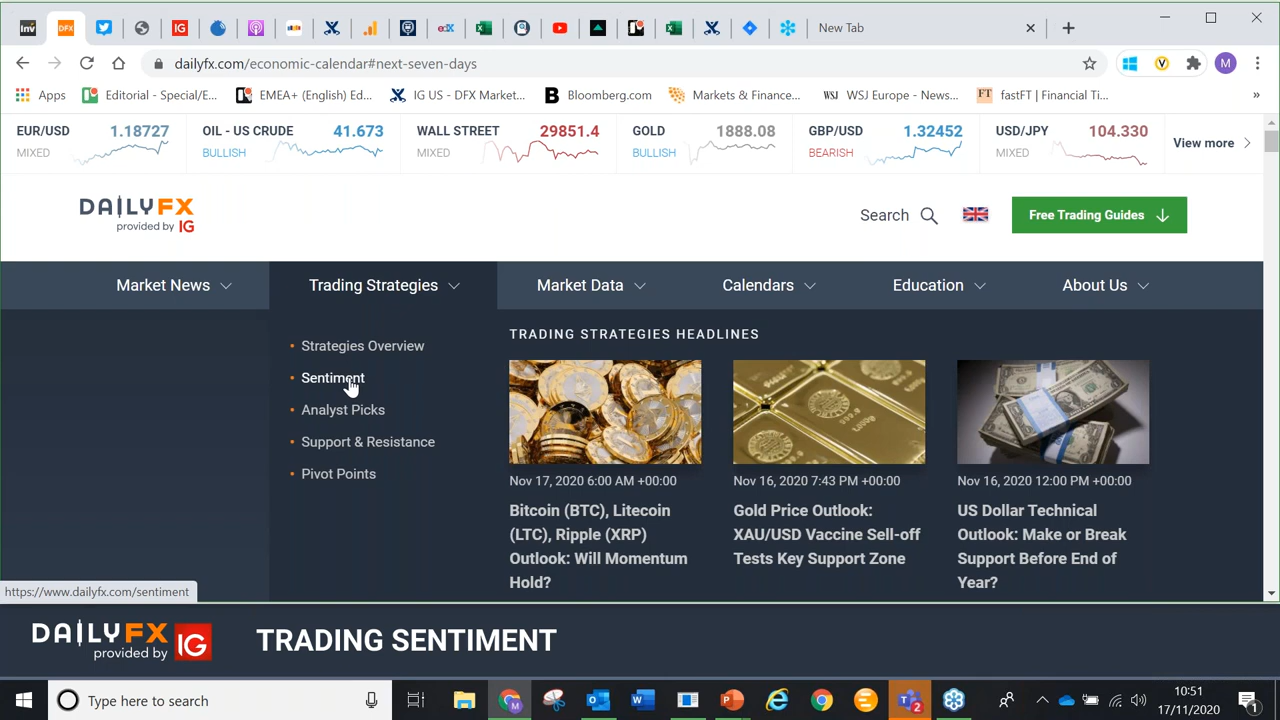 Inv
DFX
IG
edX
New Tab
dailyfx.com/economic-calendar#next-seven-days
M
Apps
Editorial - Special/E...
EMEA+ (English) Ed...
IG US - DFX Market...
B Bloomberg.com
Markets & Finance...
WSJ WSJ Europe - News...
FT fastFT | Financial Ti...
»
EUR/USD 1.18727
MIXED
OIL - US CRUDE 41.673
BULLISH
WALL STREET 29851.4
MIXED
GOLD 1888.08
BULLISH
GBP/USD 1.32452
BEARISH
USD/JPY 104.330
MIXED
View more
DAILYFX
provided by IG
Search
Free Trading Guides
Market News
Trading Strategies
Market Data
Calendars
Education
About Us
• Strategies Overview
• Sentiment
• Analyst Picks
• Support & Resistance
• Pivot Points
TRADING STRATEGIES HEADLINES
Nov 17, 2020 6:00 AM +00:00
Bitcoin (BTC), Litecoin
(LTC), Ripple (XRP)
Outlook: Will Momentum
Hold?
Nov 16, 2020 7:43 PM +00:00
Gold Price Outlook:
XAU/USD Vaccine Sell-off
Tests Key Support Zone
Nov 16, 2020 12:00 PM +00:00
US Dollar Technical
Outlook: Make or Break
Support Before End of
Year?
https://www.dailyfx.com/sentiment
DAILYFX
provided by IG
TRADING SENTIMENT
Type here to search
2
10:51
17/11/2020
1